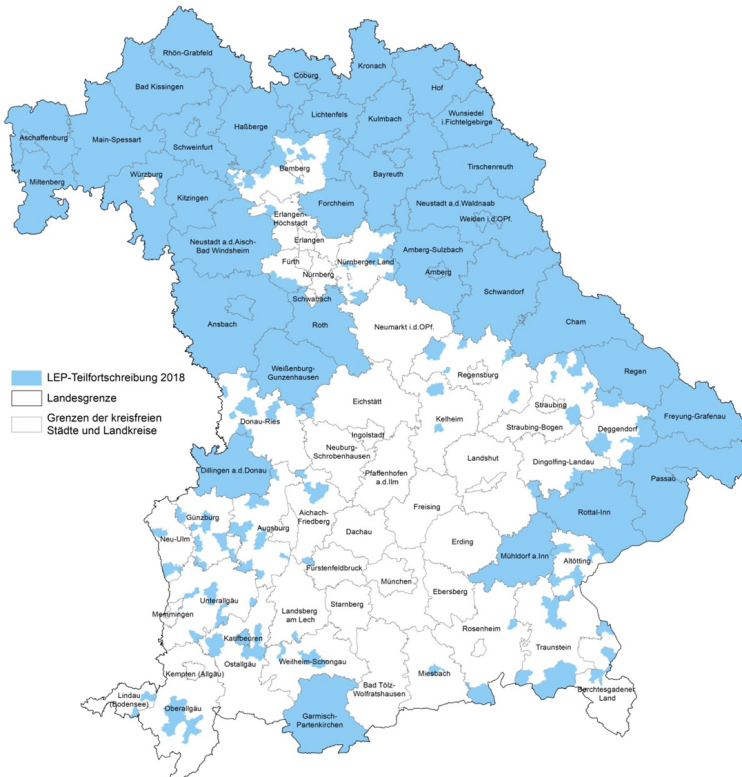 Rhön-Grabfeld
Kronach
Coburg
Bad Kissingen
Hof
Lichtenfels
Wunsiedel
i.Fichtelgebirge
Kulmbach
Haßberge
Aschaffenburg
Main-Spessart
Schweinfurt
Tirschenreuth
Bamberg
Bayreuth
Würzburg
Miltenberg
Kitzingen
Forchheim
Neustadt a.d.Waldnaab
Erlangen-
Höchstadt
Weiden i.d.OPf.
Erlangen
Neustadt a.d.Aisch-
Bad Windsheim
Amberg-Sulzbach
Fürth
Nürnberger Land
Nürnberg
Amberg
Schwabach
Schwandorf
Ansbach
Roth
Neumarkt i.d.OPf.
Cham
LEP-Teilfortschreibung 2018
Landesgrenze
Grenzen der kreisfreien
Städte und Landkreise
Weißenburg-
Gunzenhausen
Regensburg
Regen
Eichstätt
Straubing
Freyung-Grafenau
Donau-Ries
Kelheim
Straubing-Bogen
Deggendorf
Ingolstadt
Neuburg-
Schrobenhausen
Landshut
Dingolfing-Landau
Dillingen a.d.Donau
Pfaffenhofen
a.d.Ilm
Passau
Rottal-Inn
Freising
Aichach-
Friedberg
Günzburg
Augsburg
Neu-Ulm
Dachau
Erding
Mühldorf a.Inn
Altötting
Fürstenfeldbruck
München
Ebersberg
Unterallgäu
Starnberg
Memmingen
Landsberg
am Lech
Rosenheim
Kaufbeuren
Traunstein
Ostallgäu
Weilheim-Schongau
Miesbach
Kempten (Allgäu)
Bad Tölz-
Wolfratshausen
Berchtesgadener
Land
Lindau
(Bodensee)
Oberallgäu
Garmisch-
Partenkirchen